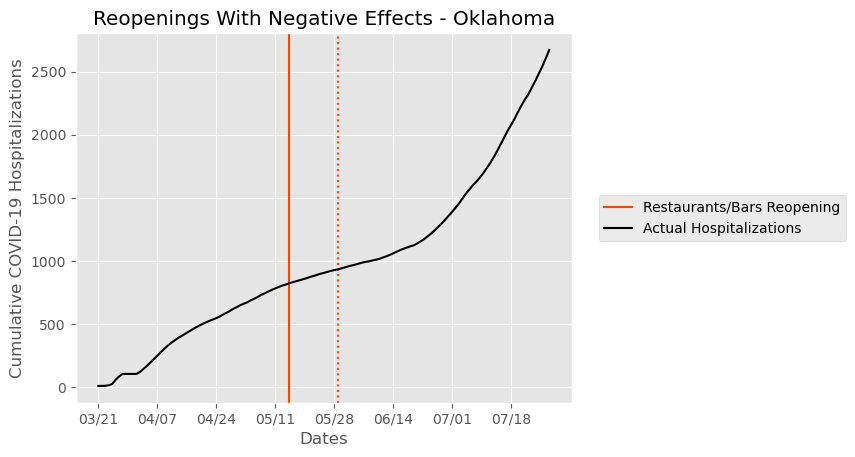 Reopenings With Negative Effects - Oklahoma
Cumulative COVID-19 Hospitalizations
2500
2000
1500
1000
500
0
03/21 04/07 04/24 05/11 05/28 06/14 07/01 07/18
Dates
Restaurants/Bars Reopening
Actual Hospitalizations